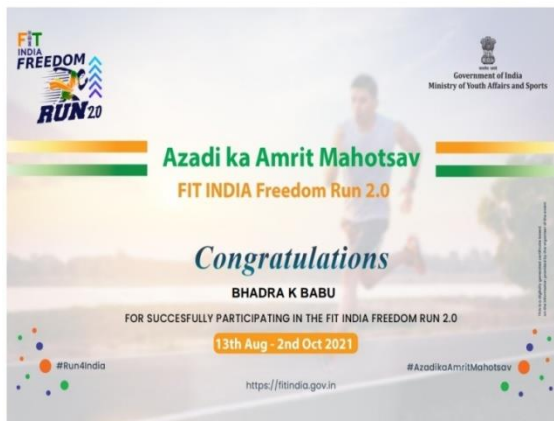 FIT
INDIA
FREEDOM
RUN 2.0
Government of India
Ministry of Youth Affairs and Sports
Azadi ka Amrit Mahotsav
FIT INDIA Freedom Run 2.0
Congratulations
BHADRA K BABU
FOR SUCCESFULLY PARTICIPATING IN THE FIT INDIA FREEDOM RUN 2.0
13th Aug - 2nd Oct 2021
#Run4India
#AzadikaAmritMahotsav
https://fitindia.gov.in